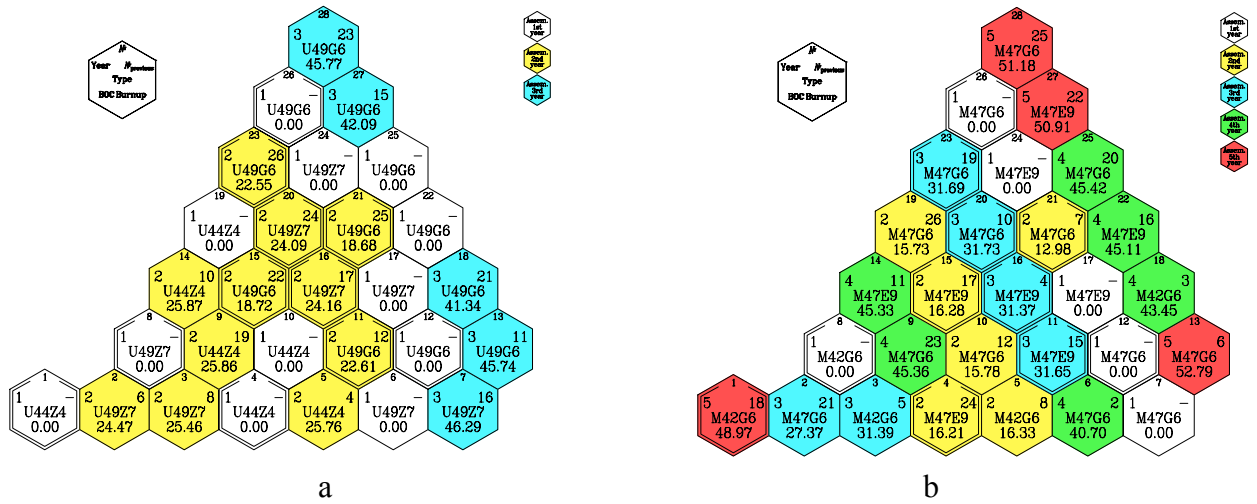 №
Year № previous
Type
BOC Burnup
28
3 23
U49G6
45.77
26
1 –
U49G6
0.00
27
3 15
U49G6
42.09
23
2 26
U49G6
22.55
24
1 –
U49Z7
0.00
25
1 –
U49G6
0.00
19
1 –
U44Z4
0.00
20
2 24
U49Z7
24.09
21
2 25
U49G6
18.68
22
1 –
U49G6
0.00
14
2 10
U44Z4
25.87
15
2 22
U49G6
18.72
16
2 17
U49Z7
24.16
17
1 –
U49Z7
0.00
18
3 21
U49G6
41.34
8
1 –
U49Z7
0.00
9
2 19
U44Z4
25.86
10
1 –
U44Z4
0.00
11
2 12
U49G6
22.61
12
1 –
U49G6
0.00
13
3 11
U49G6
45.74
1
1 –
U44Z4
0.00
2
2 6
U49Z7
24.47
3
2 8
U49Z7
25.46
4
1 –
U44Z4
0.00
5
2 4
U44Z4
25.76
6
1 –
U49Z7
0.00
7
3 16
U49Z7
46.29
Assem.
1st
year
Assem.
2nd
year
Assem.
3rd
year
a
№
Year № previous
Type
BOC Burnup
28
5 25
M47G6
51.18
26
1 –
M47G6
0.00
27
5 22
M47E9
50.91
23
3 19
M47G6
31.69
24
1 –
M47E9
0.00
25
4 20
M47G6
45.42
19
2 26
M47G6
15.73
20
3 10
M47G6
31.73
21
2 7
M47G6
12.98
22
4 16
M47E9
45.11
14
4 11
M47E9
45.33
15
2 17
M47E9
16.28
16
3 4
M47E9
31.37
17
1 –
M47E9
0.00
18
4 3
M42G6
43.45
8
1 –
M42G6
0.00
9
4 23
M47G6
45.36
10
2 12
M47G6
15.78
11
3 15
M47E9
31.65
12
1 –
M47G6
0.00
13
5 6
M47G6
52.79
1
5 18
M42G6
48.97
2
3 21
M47G6
27.37
3
3 5
M42G6
31.39
4
2 24
M47E9
16.21
5
2 8
M42G6
16.33
6
4 2
M47G6
40.70
7
1 –
M47G6
0.00
Assem.
1st
year
Assem.
2nd
year
Assem.
3rd
year
Assem.
4th
year
Assem.
5th
year
b